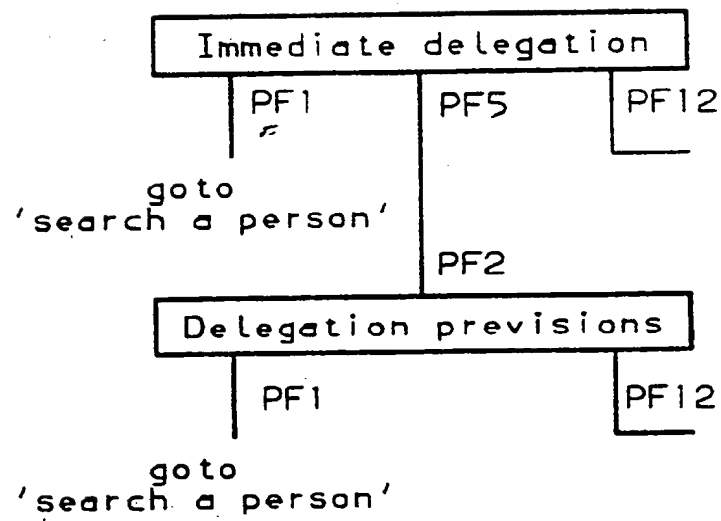 Immediate delegation
PF1 PF5 PF12
goto
'search a person'
PF2
Delegation previsions
PF1 PF12
goto
'search a person'